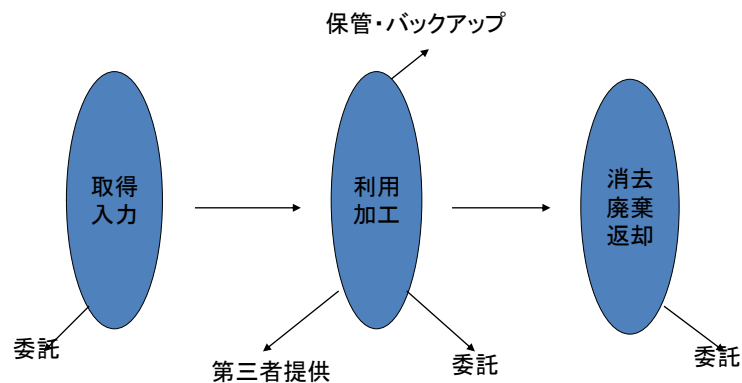 保管・バックアップ
取得
入力
利用
加工
消去
廃棄
返却
委託
第三者提供
委託
委託